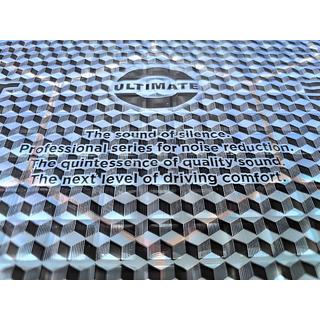 ULTIMATE
The sound of silence.
Professional series for noise reduction.
The quintessence of quality sound.
The next level of driving comfort.